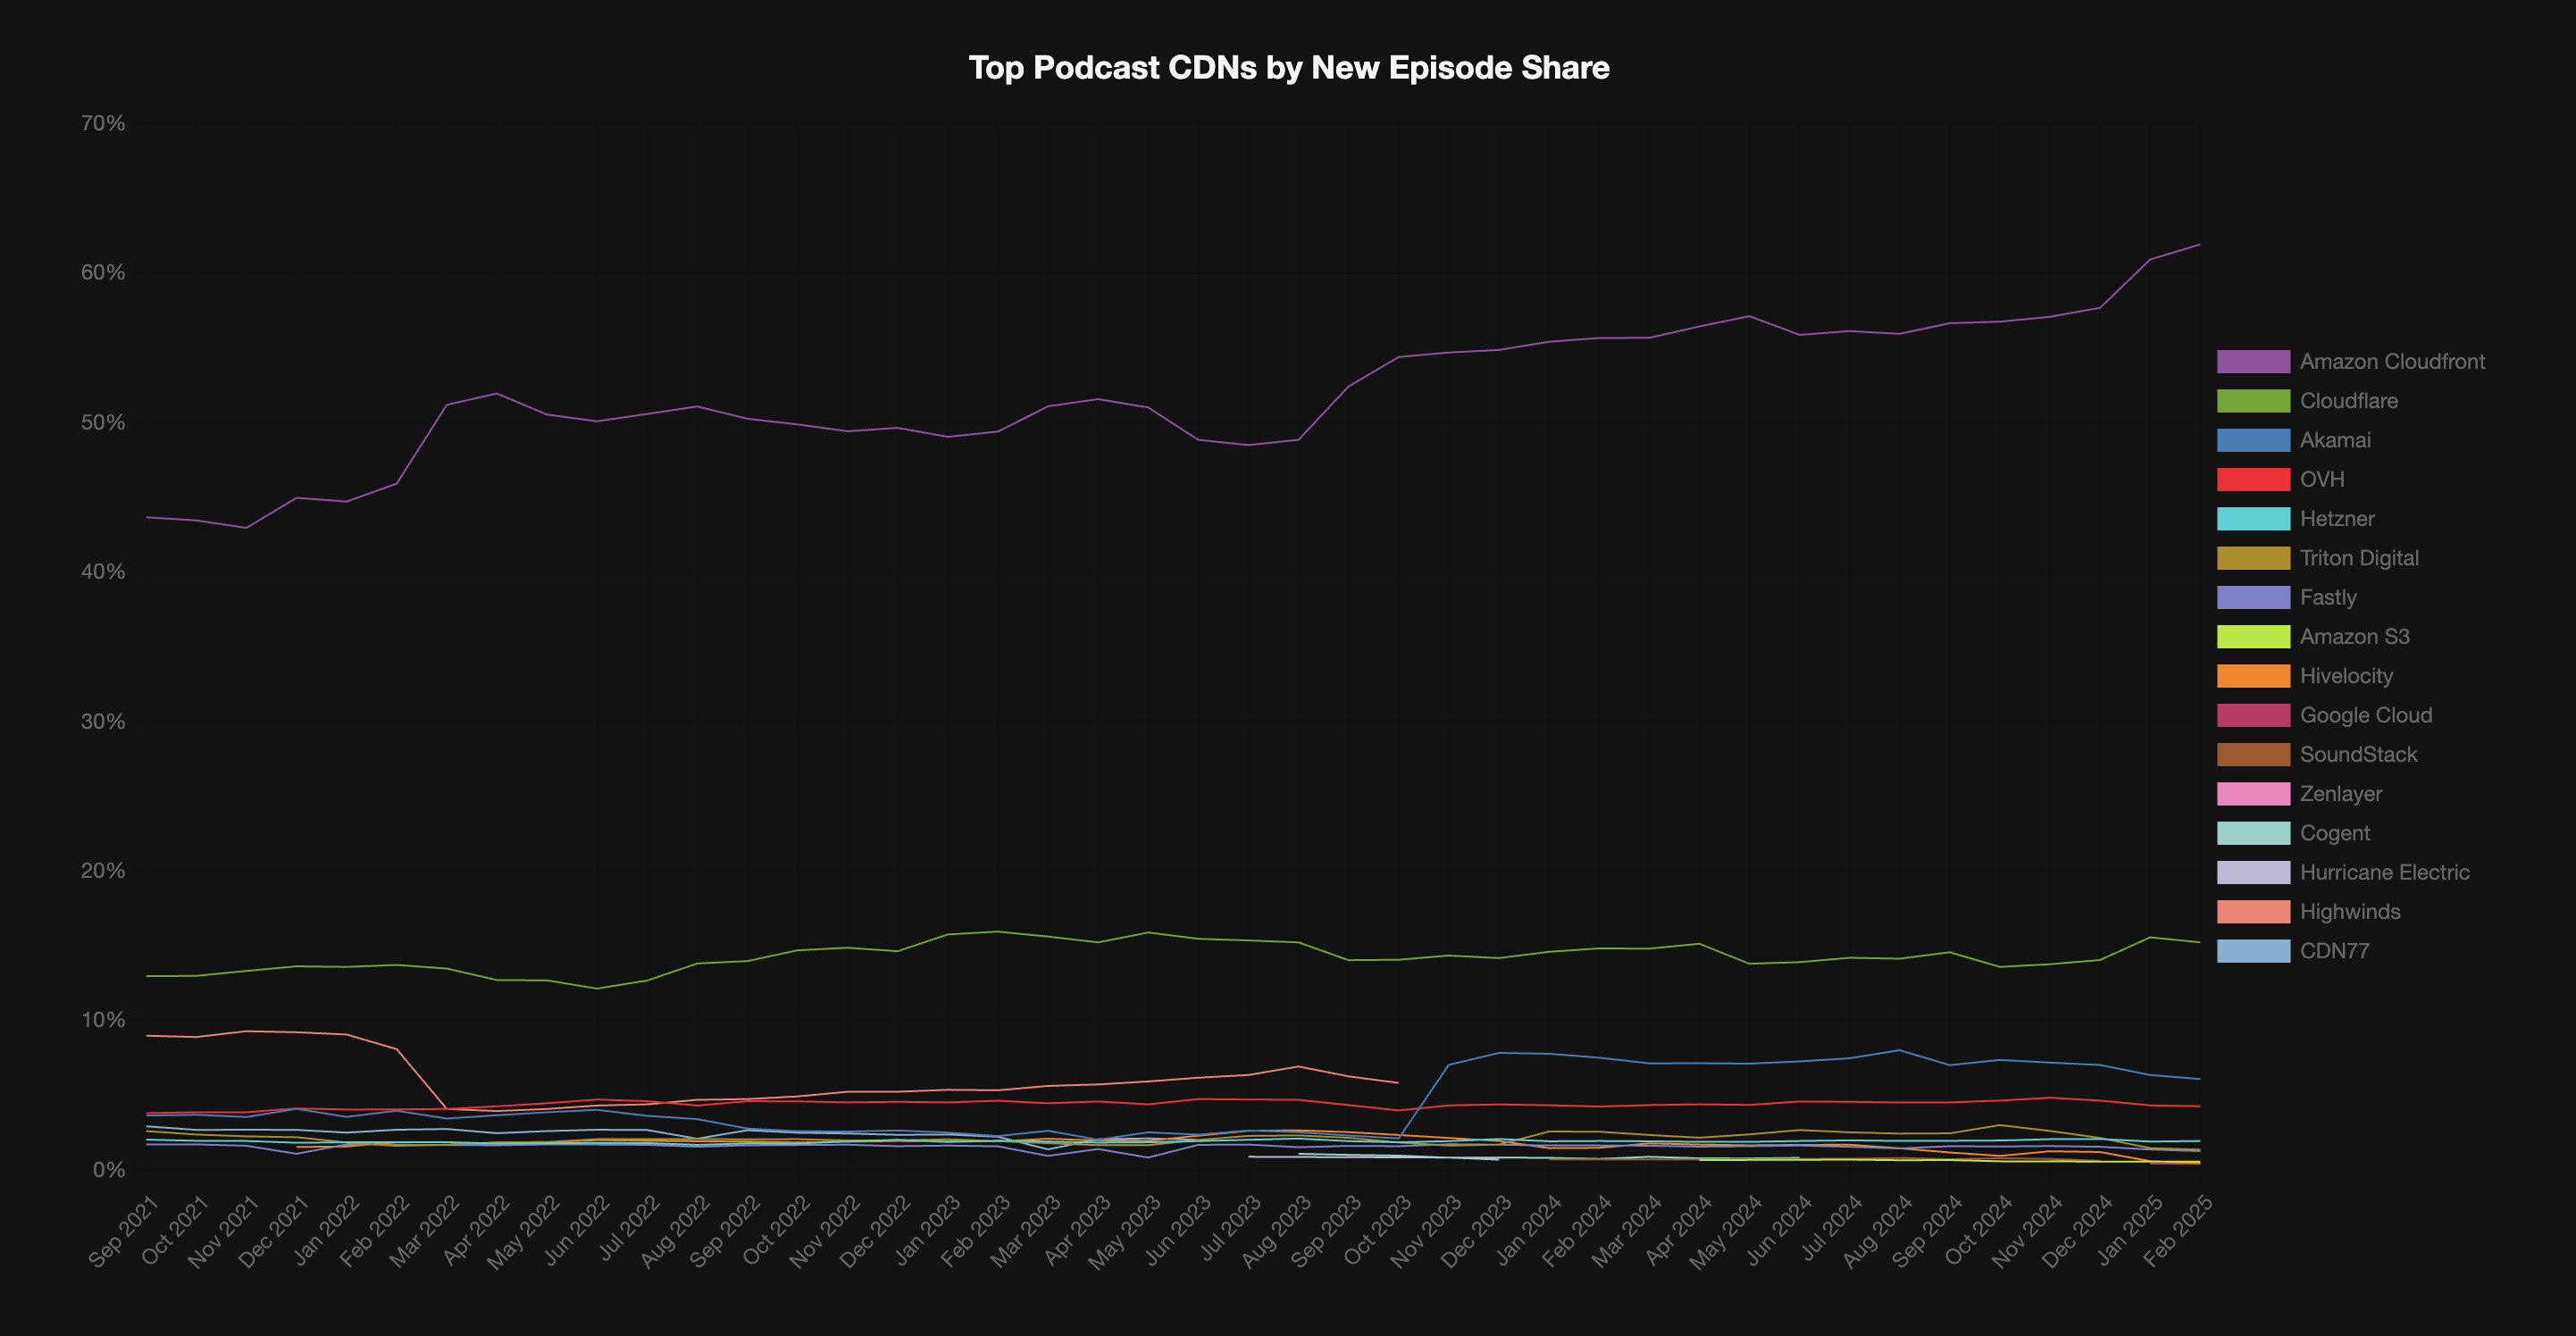 Top Podcast CDNs by New Episode Share
70%
60%
50%
40%
30%
20%
10%
0%
Amazon Cloudfront
Cloudflare
Akamai
OVH
Hetzner
Triton Digital
Fastly
Amazon S3
Hivelocity
Google Cloud
SoundStack
Zenlayer
Cogent
Hurricane Electric
Highwinds
CDN77
Sep 2021
Oct 2021
Nov 2021
Dec 2021
Jan 2022
Feb 2022
Mar 2022
Apr 2022
May 2022
Jun 2022
Jul 2022
Aug 2022
Sep 2022
Oct 2022
Nov 2022
Dec 2022
Jan 2023
Feb 2023
Mar 2023
Apr 2023
May 2023
Jun 2023
Jul 2023
Aug 2023
Sep 2023
Oct 2023
Nov 2023
Dec 2023
Jan 2024
Feb 2024
Mar 2024
Apr 2024
May 2024
Jun 2024
Jul 2024
Aug 2024
Sep 2024
Oct 2024
Nov 2024
Dec 2024
Jan 2025
Feb 2025